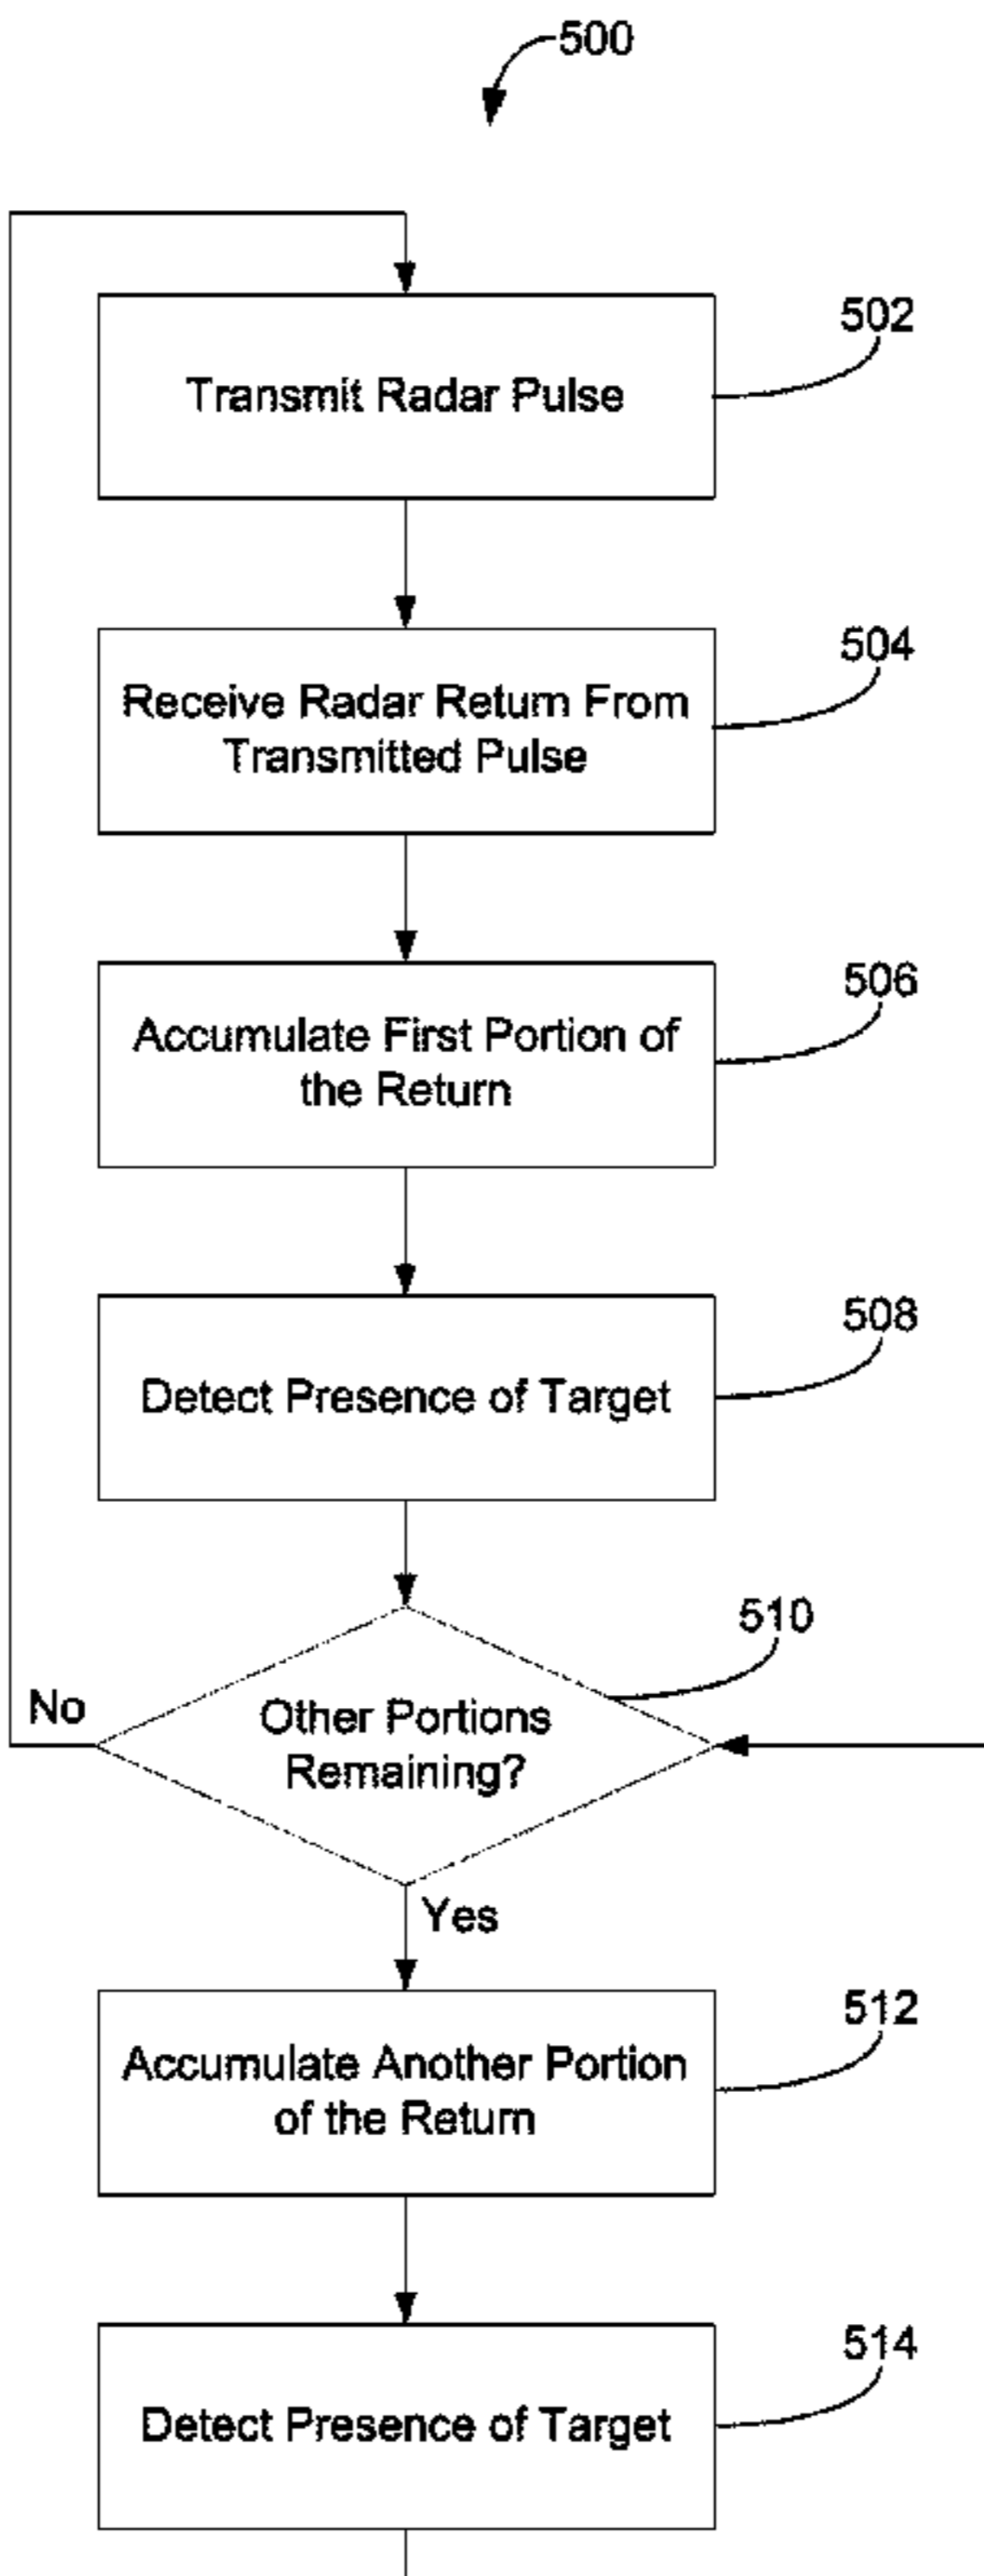 500
502
Transmit Radar Pulse
504
Receive Radar Return From
Transmitted Pulse
506
Accumulate First Portion of
the Return
508
Detect Presence of Target
510
No
Other Portions
Remaining?
Yes
512
Accumulate Another Portion
of the Return
514
Detect Presence of Target